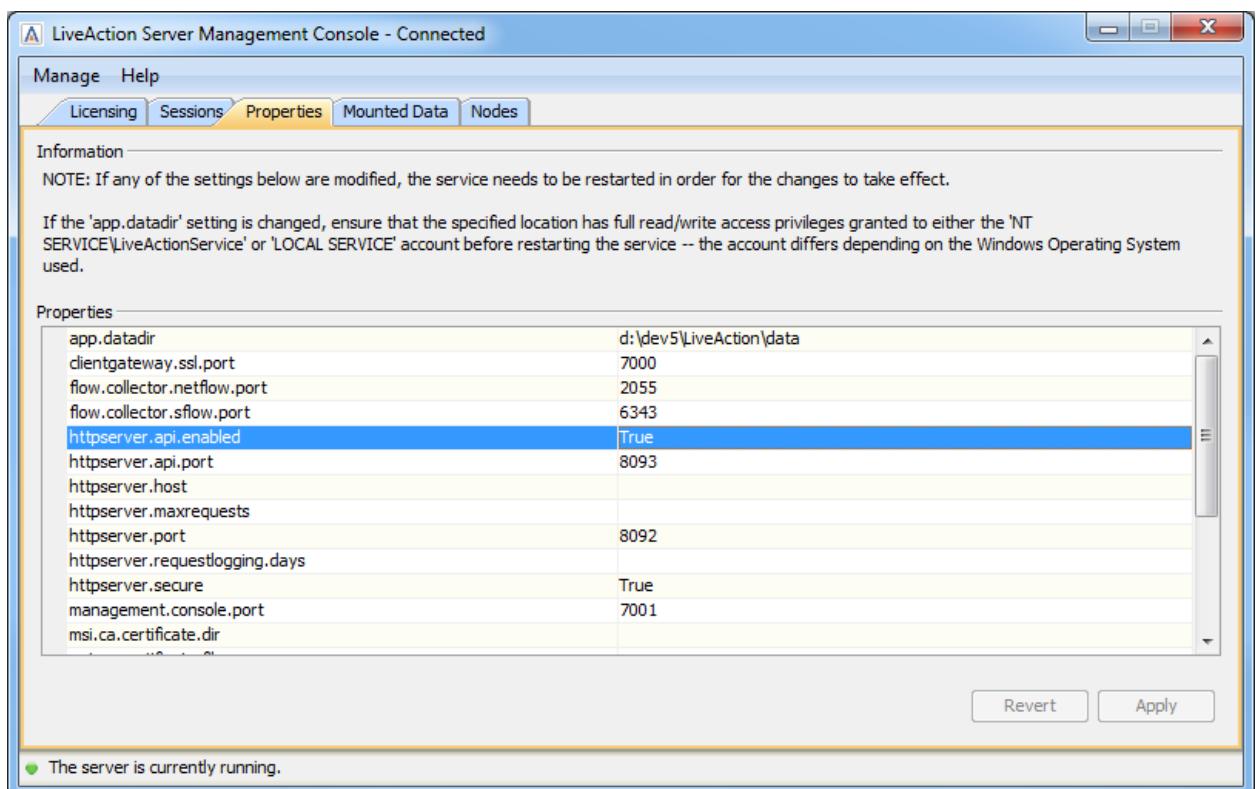 LiveAction Server Management Console - Connected
Manage Help
Licensing Sessions Properties Mounted Data Nodes
Information
NOTE: If any of the settings below are modified, the service needs to be restarted in order for the changes to take effect.
If the 'app.datadir' setting is changed, ensure that the specified location has full read/write access privileges granted to either the 'NT
SERVICE\LiveActionService' or 'LOCAL SERVICE' account before restarting the service -- the account differs depending on the Windows Operating System
used.
Properties
app.datadir d:\dev5\LiveAction\data
clientgateway.ssl.port 7000
flow.collector.netflow.port 2055
flow.collector.sflow.port 6343
httpserver.api.enabled True
httpserver.api.port 8093
httpserver.host
httpserver.maxrequests
httpserver.port 8092
httpserver.requestlogging.days
httpserver.secure True
management.console.port 7001
msi.ca.certificate.dir
Revert Apply
The server is currently running.